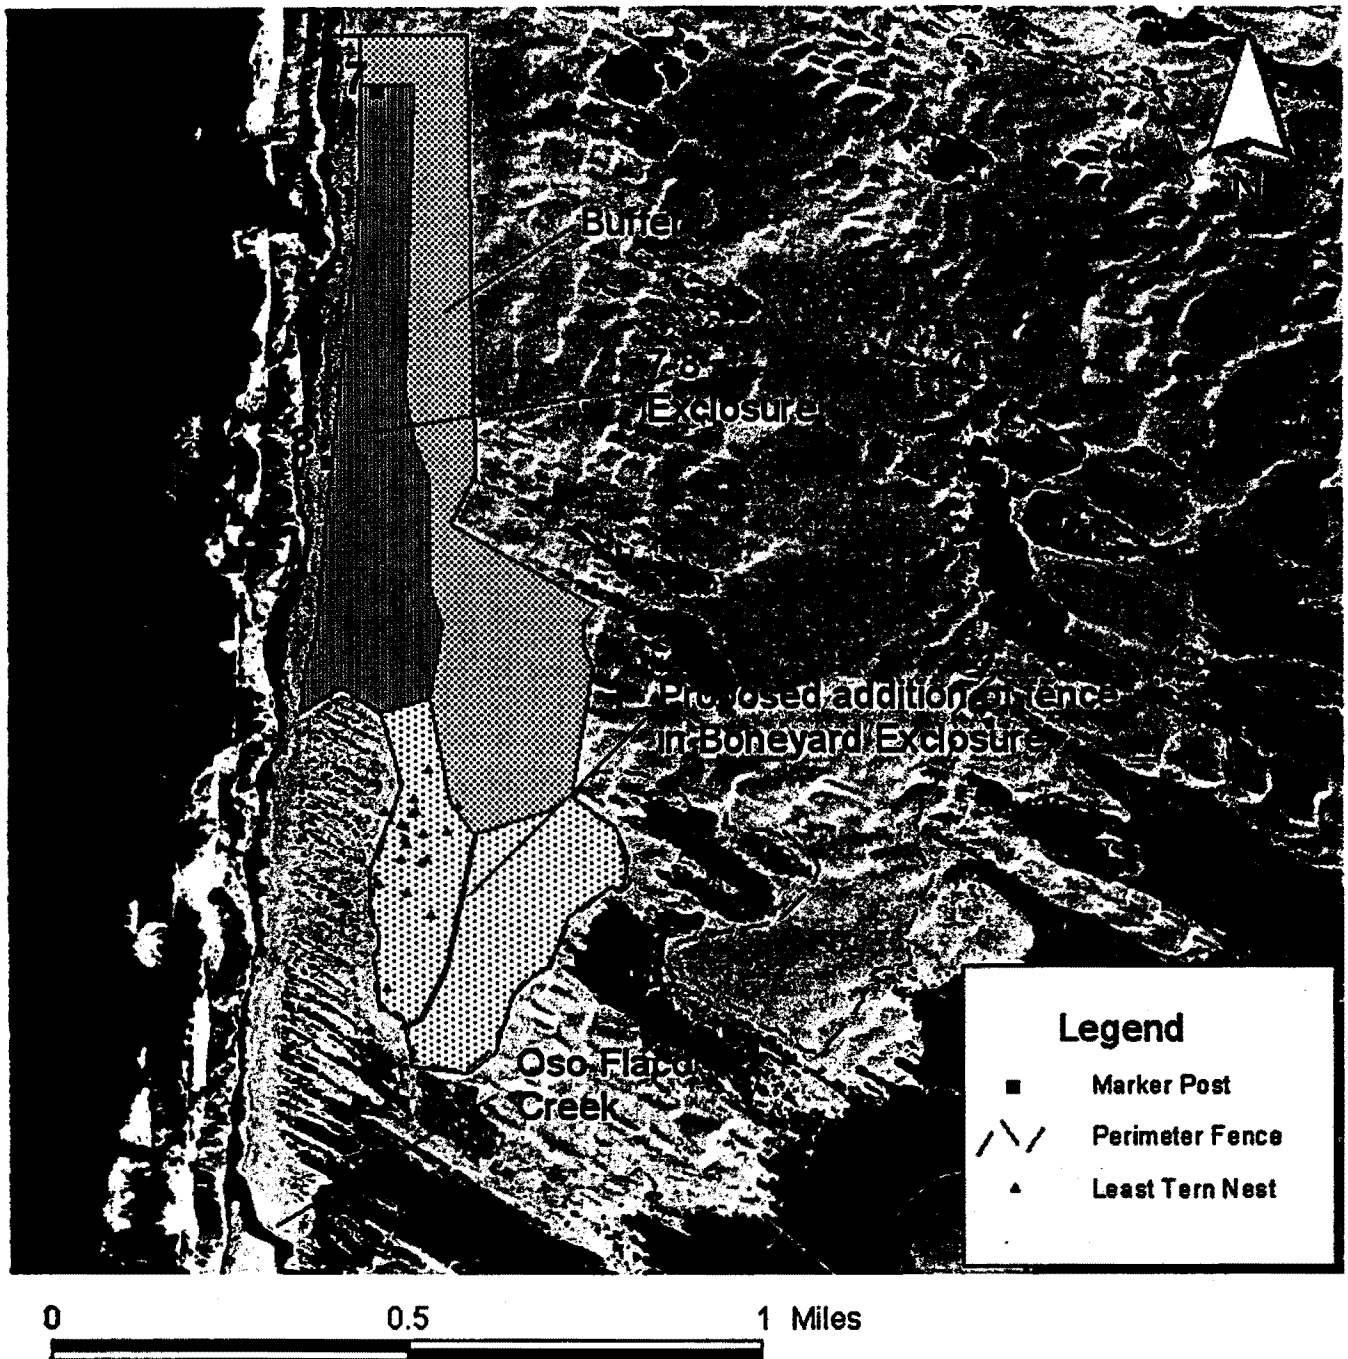 7
N
Buffer
7.8
Exclosure
8
Proposed addition of fence
in Boneyard Exclosure
Oso Flaco
Creek
Legend
Marker Post
Perimeter Fence
Least Tern Nest
0 0.5 1 Miles